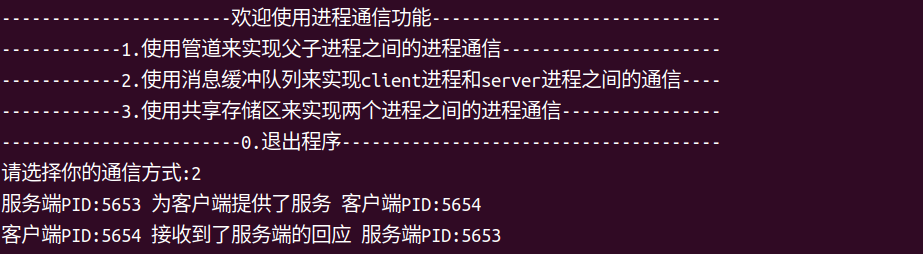 -----------------------欢迎使用进程通信功能-----------------------------
------------1.使用管道来实现父子进程之间的进程通信----------------------
------------2.使用消息缓冲队列来实现client进程和server进程之间的通信----
------------3.使用共享存储区来实现两个进程之间的进程通信----------------
------------------------0.退出程序--------------------------------------
请选择你的通信方式:2
服务端PID:5653 为客户端提供了服务 客户端PID:5654
客户端PID:5654 接收到了服务端的回应 服务端PID:5653